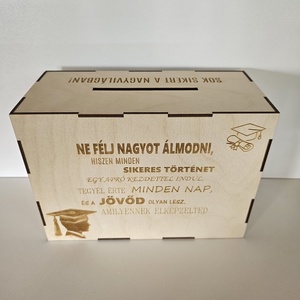 SOK SIKERT A NAGYVILÁGBAN!
NE FÉLJ NAGYOT ÁLMODNI,
HISZEN MINDEN
SIKERES TÖRTÉNET
EGY APRÓ KEZDETTEL INDUL.
TEGYÉL ÉRTE MINDEN NAP,
ÉS A JÖVŐD OLYAN LESZ,
AMILYENNEK ELKÉPZELTED